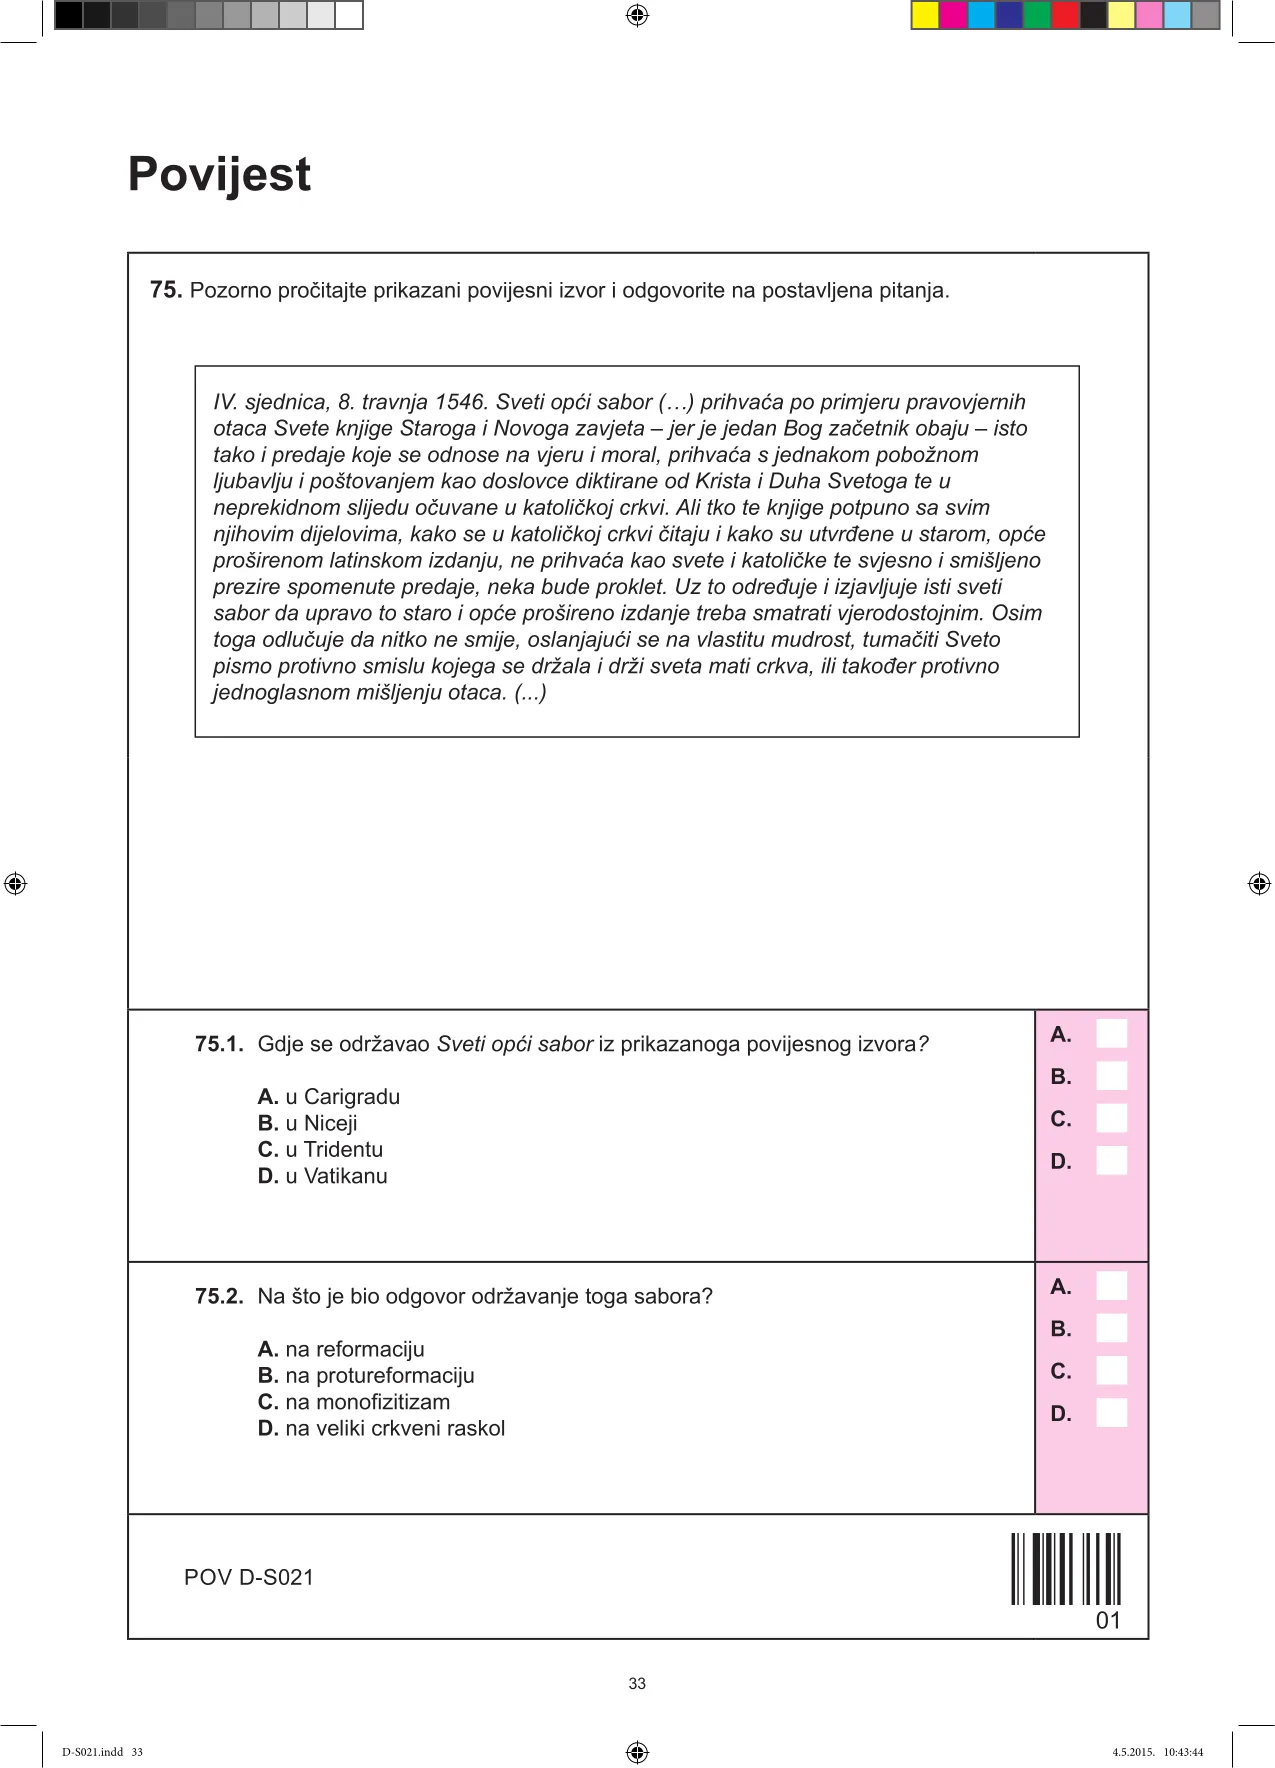 Povijest
75. Pozorno pročitajte prikazani povijesni izvor i odgovorite na postavljena pitanja.
IV. sjednica, 8. travnja 1546. Sveti opći sabor (…) prihvaća po primjeru pravovjernih
otaca Svete knjige Staroga i Novoga zavjeta – jer je jedan Bog začetnik obaju – isto
tako i predaje koje se odnose na vjeru i moral, prihvaća s jednakom pobožnom
ljubavlju i poštovanjem kao doslovce diktirane od Krista i Duha Svetoga te u
neprekidnom slijedu očuvane u katoličkoj crkvi. Ali tko te knjige potpuno sa svim
njihovim dijelovima, kako se u katoličkoj crkvi čitaju i kako su utvrđene u starom, opće
proširenom latinskom izdanju, ne prihvaća kao svete i katoličke te svjesno i smišljeno
prezire spomenute predaje, neka bude proklet. Uz to određuje i izjavljuje isti sveti
sabor da upravo to staro i opće prošireno izdanje treba smatrati vjerodostojnim. Osim
toga odlučuje da nitko ne smije, oslanjajući se na vlastitu mudrost, tumačiti Sveto
pismo protivno smislu kojega se držala i drži sveta mati crkva, ili također protivno
jednoglasnom mišljenju otaca. (...)
75.1. Gdje se održavao Sveti opći sabor iz prikazanoga povijesnog izvora?
A. u Carigradu
B. u Niceji
C. u Tridentu
D. u Vatikanu
A.
B.
C.
D.
75.2. Na što je bio odgovor održavanje toga sabora?
A. na reformaciju
B. na protureformaciju
C. na monofizitizam
D. na veliki crkveni raskol
A.
B.
C.
D.
POV D-S021
01
33
D-S021.indd 33
4.5.2015. 10:43:44